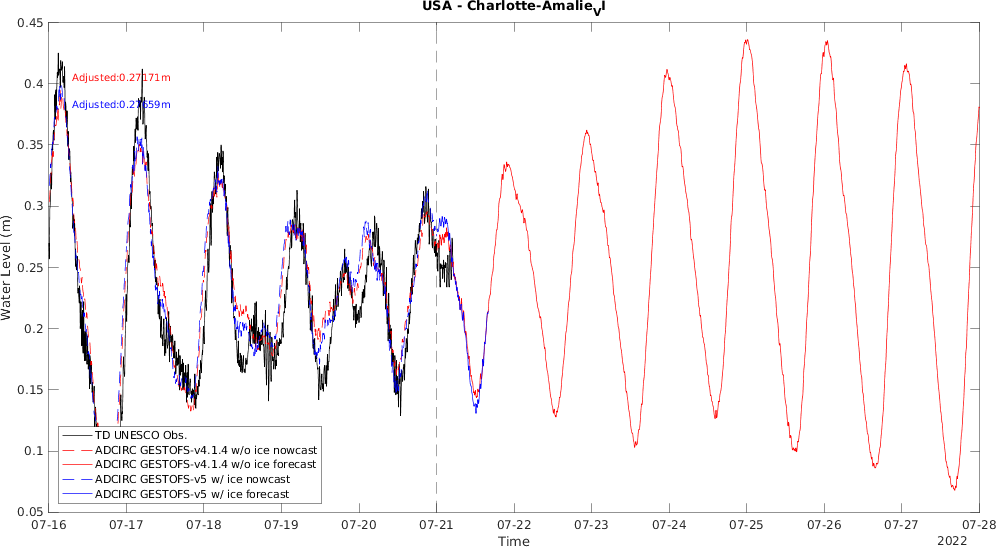 USA - Charlotte-AmalieVI
0.45
0.4
0.35
0.3
0.25
0.2
0.15
0.1
0.05
Water Level (m)
Adjusted:0.27171m
Adjusted:0.27659m
TD UNESCO Obs.
ADCIRC GESTOFS-v4.1.4 w/o ice nowcast
ADCIRC GESTOFS-v4.1.4 w/o ice forecast
ADCIRC GESTOFS-v5 w/ ice nowcast
ADCIRC GESTOFS-v5 w/ ice forecast
07-16 07-17 07-18 07-19 07-20 07-21 07-22 07-23 07-24 07-25 07-26 07-27 07-28
Time
2022